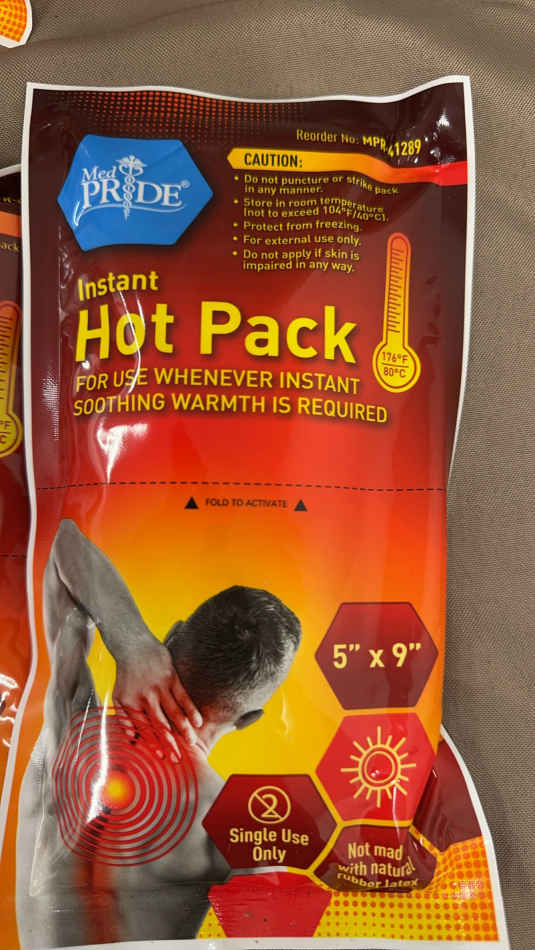 Reorder No: MPR-41289
Med
PRIDE®
CAUTION:
• Do not puncture or strike pack
in any manner.
• Store in room temperature
(not to exceed 104°F/40°C).
• Protect from freezing.
• For external use only.
• Do not apply if skin is
impaired in any way.
Instant
Hot Pack
176°F
80°C
FOR USE WHENEVER INSTANT
SOOTHING WARMTH IS REQUIRED
▲ FOLD TO ACTIVATE ▲
5” x 9”
2
Single Use
Only
Not mad
with natural
rubber latex